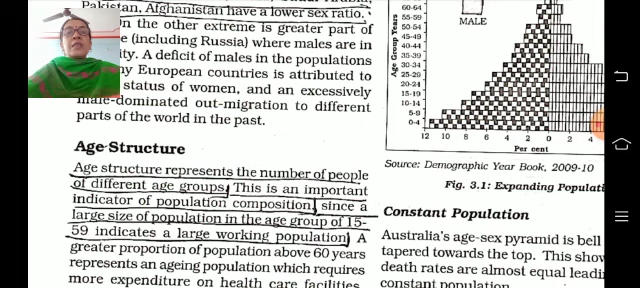 Pakistan, Afghanistan have a lower sex ratio.
On the other extreme is greater part of
e (including Russia) where males are in
ity. A deficit of males in the populations
ny European countries is attributed to
status of women, and an excessively
male-dominated out-migration to different
parts of the world in the past.
Age Structure
Age structure represents the number of people
of different age groups. This is an important
indicator of population composition, since a
large size of population in the age group of 15-
59 indicates a large working population. A
greater proportion of population above 60 years
represents an ageing population which requires
more expenditure on health care facilities.
MALE
Age Group Years
60-64
55-59
50-54
45-49
40-44
35-39
30-34
25-29
20-24
15-19
10-14
5-9
0-4
12 10 8 6 4 2 0 2 4
Per cent
Source: Demographic Year Book, 2009-10
Fig. 3.1: Expanding Populati
Constant Population
Australia's age-sex pyramid is bell
tapered towards the top. This show
death rates are almost equal leadi
constant population.